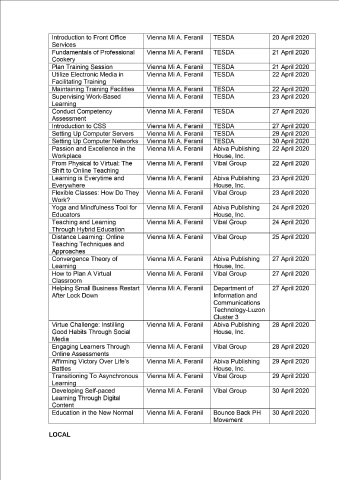 Introduction to Front Office Vienna Mi A. Feranil TESDA 20 April 2020
Services
Fundamentals of Professional Vienna Mi A. Feranil TESDA 21 April 2020
Cookery
Plan Training Session Vienna Mi A. Feranil TESDA 21 April 2020
Utilize Electronic Media in Vienna Mi A. Feranil TESDA 22 April 2020
Facilitating Training
Maintaining Training Facilities Vienna Mi A. Feranil TESDA 22 April 2020
Supervising Work-Based Vienna Mi A. Feranil TESDA 23 April 2020
Learning
Conduct Competency Vienna Mi A. Feranil TESDA 27 April 2020
Assessment
Introduction to CSS Vienna Mi A. Feranil TESDA 27 April 2020
Setting Up Computer Servers Vienna Mi A. Feranil TESDA 29 April 2020
Setting Up Computer Networks Vienna Mi A. Feranil TESDA 30 April 2020
Passion and Excellence in the Vienna Mi A. Feranil Abiva Publishing 22 April 2020
Workplace House, Inc.
From Physical to Virtual: The Vienna Mi A. Feranil Vibal Group 22 April 2020
Shift to Online Teaching
Learning is Everytime and Vienna Mi A. Feranil Abiva Publishing 23 April 2020
Everywhere House, Inc.
Flexible Classes: How Do They Vienna Mi A. Feranil Vibal Group 23 April 2020
Work?
Yoga and Mindfulness Tool for Vienna Mi A. Feranil Abiva Publishing 24 April 2020
Educators House, Inc.
Teaching and Learning Vienna Mi A. Feranil Vibal Group 24 April 2020
Through Hybrid Education
Distance Learning: Online Vienna Mi A. Feranil Vibal Group 25 April 2020
Teaching Techniques and
Approaches
Convergence Theory of Vienna Mi A. Feranil Abiva Publishing 27 April 2020
Learning House, Inc.
How to Plan A Virtual Vienna Mi A. Feranil Vibal Group 27 April 2020
Classroom
Helping Small Business Restart Vienna Mi A. Feranil Department of 27 April 2020
After Lock Down Information and
Communications
Technology-Luzon
Cluster 3
Virtue Challenge: Instilling Vienna Mi A. Feranil Abiva Publishing 28 April 2020
Good Habits Through Social House, Inc.
Media
Engaging Learners Through Vienna Mi A. Feranil Vibal Group 28 April 2020
Online Assessments
Affirming Victory Over Life's Vienna Mi A. Feranil Abiva Publishing 29 April 2020
Battles House, Inc.
Transitioning To Asynchronous Vienna Mi A. Feranil Vibal Group 29 April 2020
Learning
Developing Self-paced Vienna Mi A. Feranil Vibal Group 30 April 2020
Learning Through Digital
Content
Education in the New Normal Vienna Mi A. Feranil Bounce Back PH 30 April 2020
Movement
LOCAL